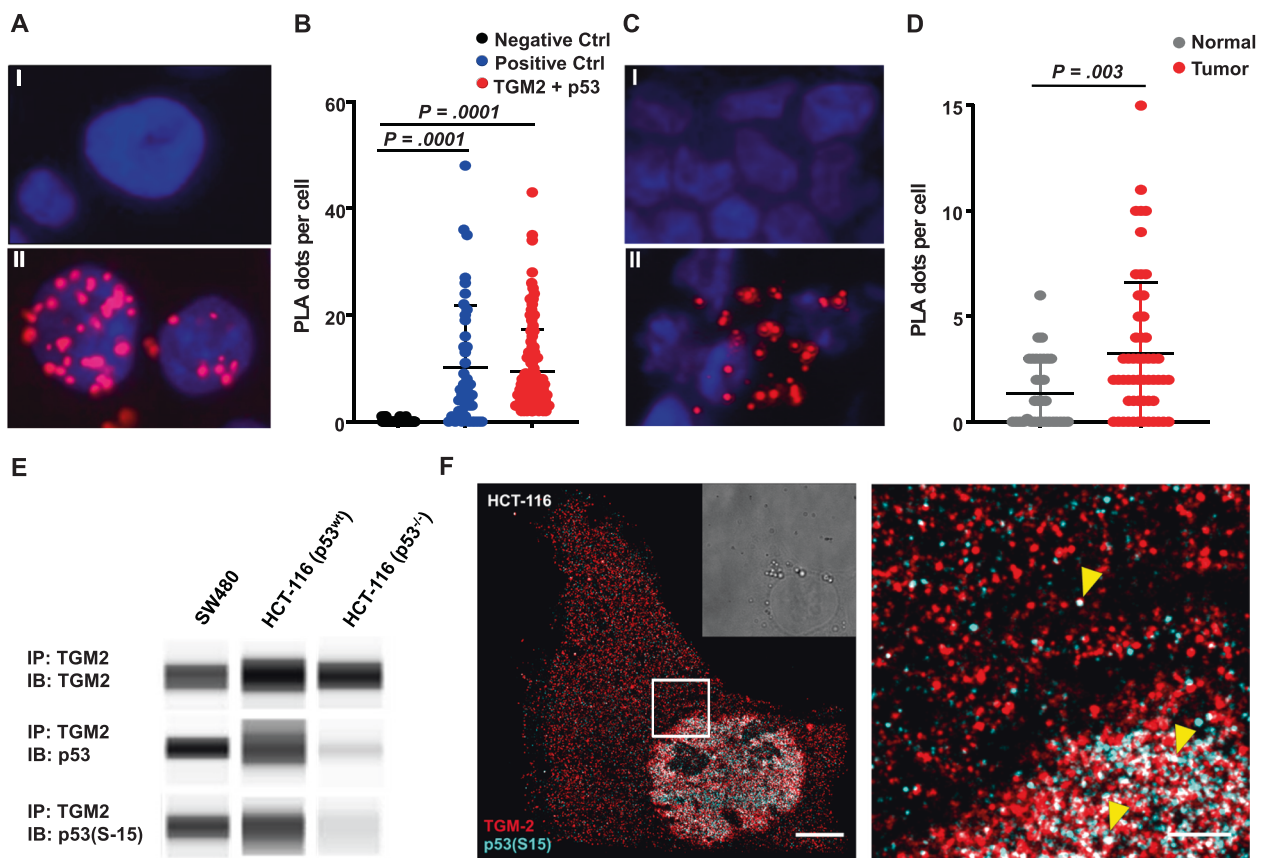 A
I
II
B
Negative Ctrl
Positive Ctrl
TGM2 + p53
PLA dots per cell
60
40
20
0
P = .0001
P = .0001
C
I
II
D
Normal
Tumor
PLA dots per cell
15
10
5
0
P = .003
E
SW480
HCT-116 (p53wt)
HCT-116 (p53-/-)
IP: TGM2
IB: TGM2
IP: TGM2
IB: p53
IP: TGM2
IB: p53(S-15)
F
HCT-116
TGM-2
p53(S15)